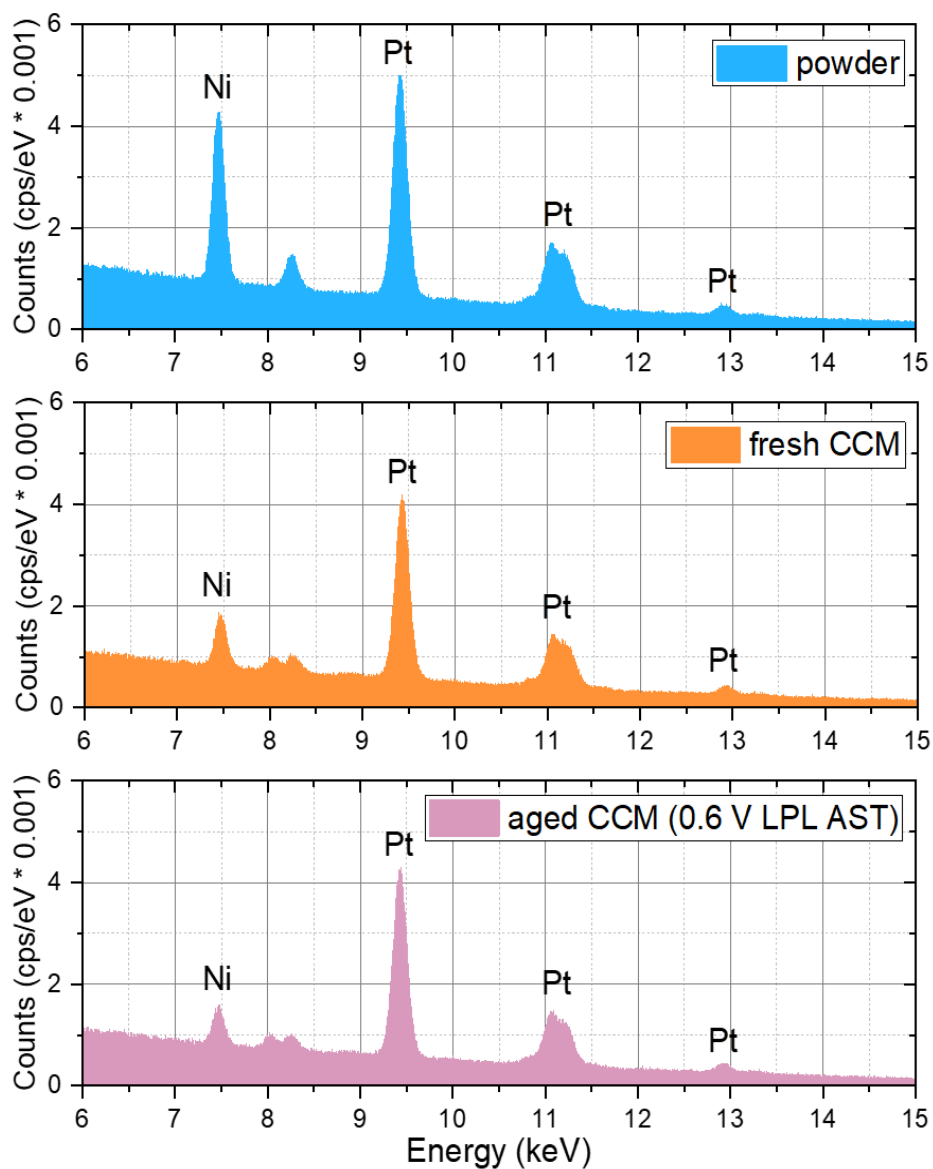 Counts (cps/eV * 0.001)
powder
Ni
Pt
Pt
Pt
6
4
2
0
6 7 8 9 10 11 12 13 14 15
Counts (cps/eV * 0.001)
fresh CCM
Ni
Pt
Pt
Pt
6
4
2
0
6 7 8 9 10 11 12 13 14 15
Counts (cps/eV * 0.001)
aged CCM (0.6 V LPL AST)
Ni
Pt
Pt
Pt
6
4
2
0
6 7 8 9 10 11 12 13 14 15
Energy (keV)